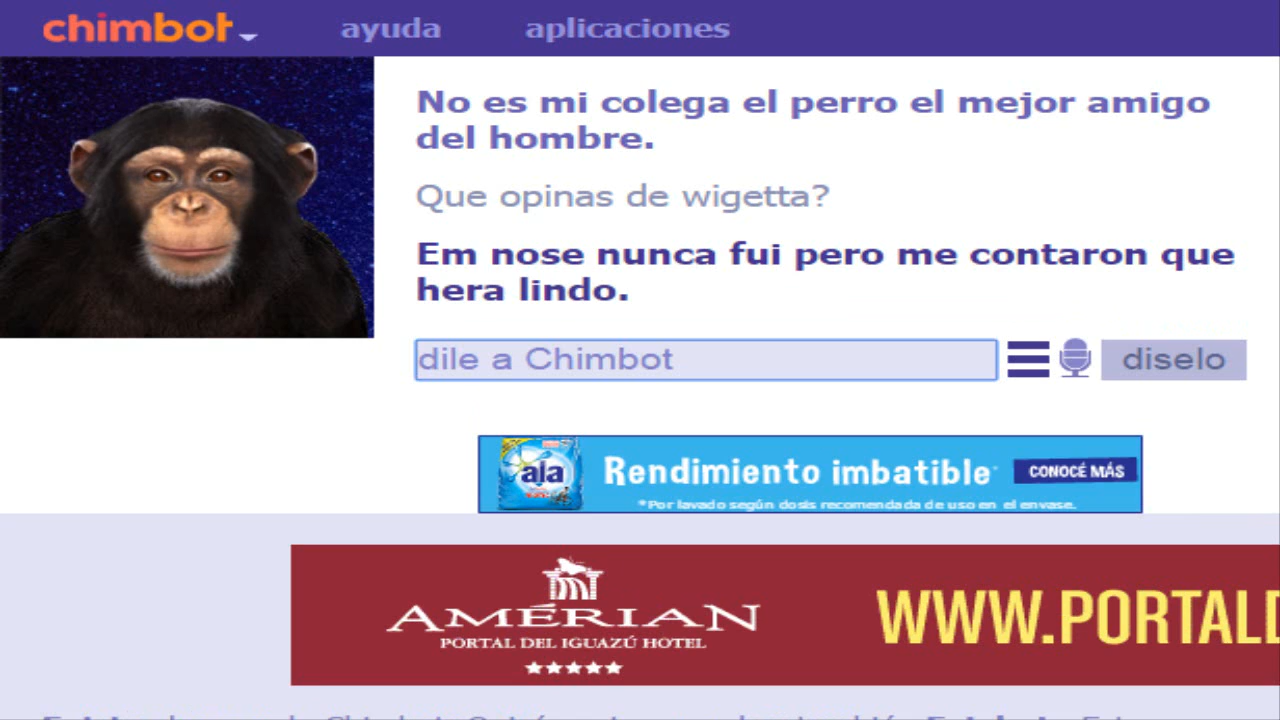 chimbot ayuda aplicaciones
No es mi colega el perro el mejor amigo
del hombre.
Que opinas de wigetta?
Em nose nunca fui pero me contaron que
hera lindo.
dile a Chimbot diselo
ala Rendimiento imbatible* CONOCÉ MÁS
*Por lavado según dosis recomendada de uso en el envase.
AMÉRIAN
PORTAL DEL IGUAZÚ HOTEL
WWW.PORTALD